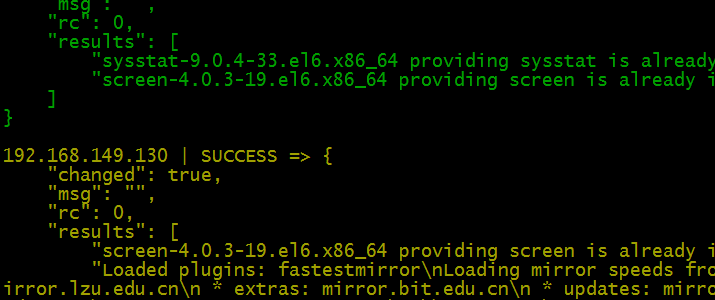 "msg": "",
"rc": 0,
"results": [
"sysstat-9.0.4-33.el6.x86_64 providing sysstat is already
"screen-4.0.3-19.el6.x86_64 providing screen is already i
]
}
192.168.149.130 | SUCCESS => {
"changed": true,
"msg": "",
"rc": 0,
"results": [
"screen-4.0.3-19.el6.x86_64 providing screen is already i
"Loaded plugins: fastestmirror\nLoading mirror speeds fro
irror.lzu.edu.cn\n * extras: mirror.bit.edu.cn\n * updates: mirro